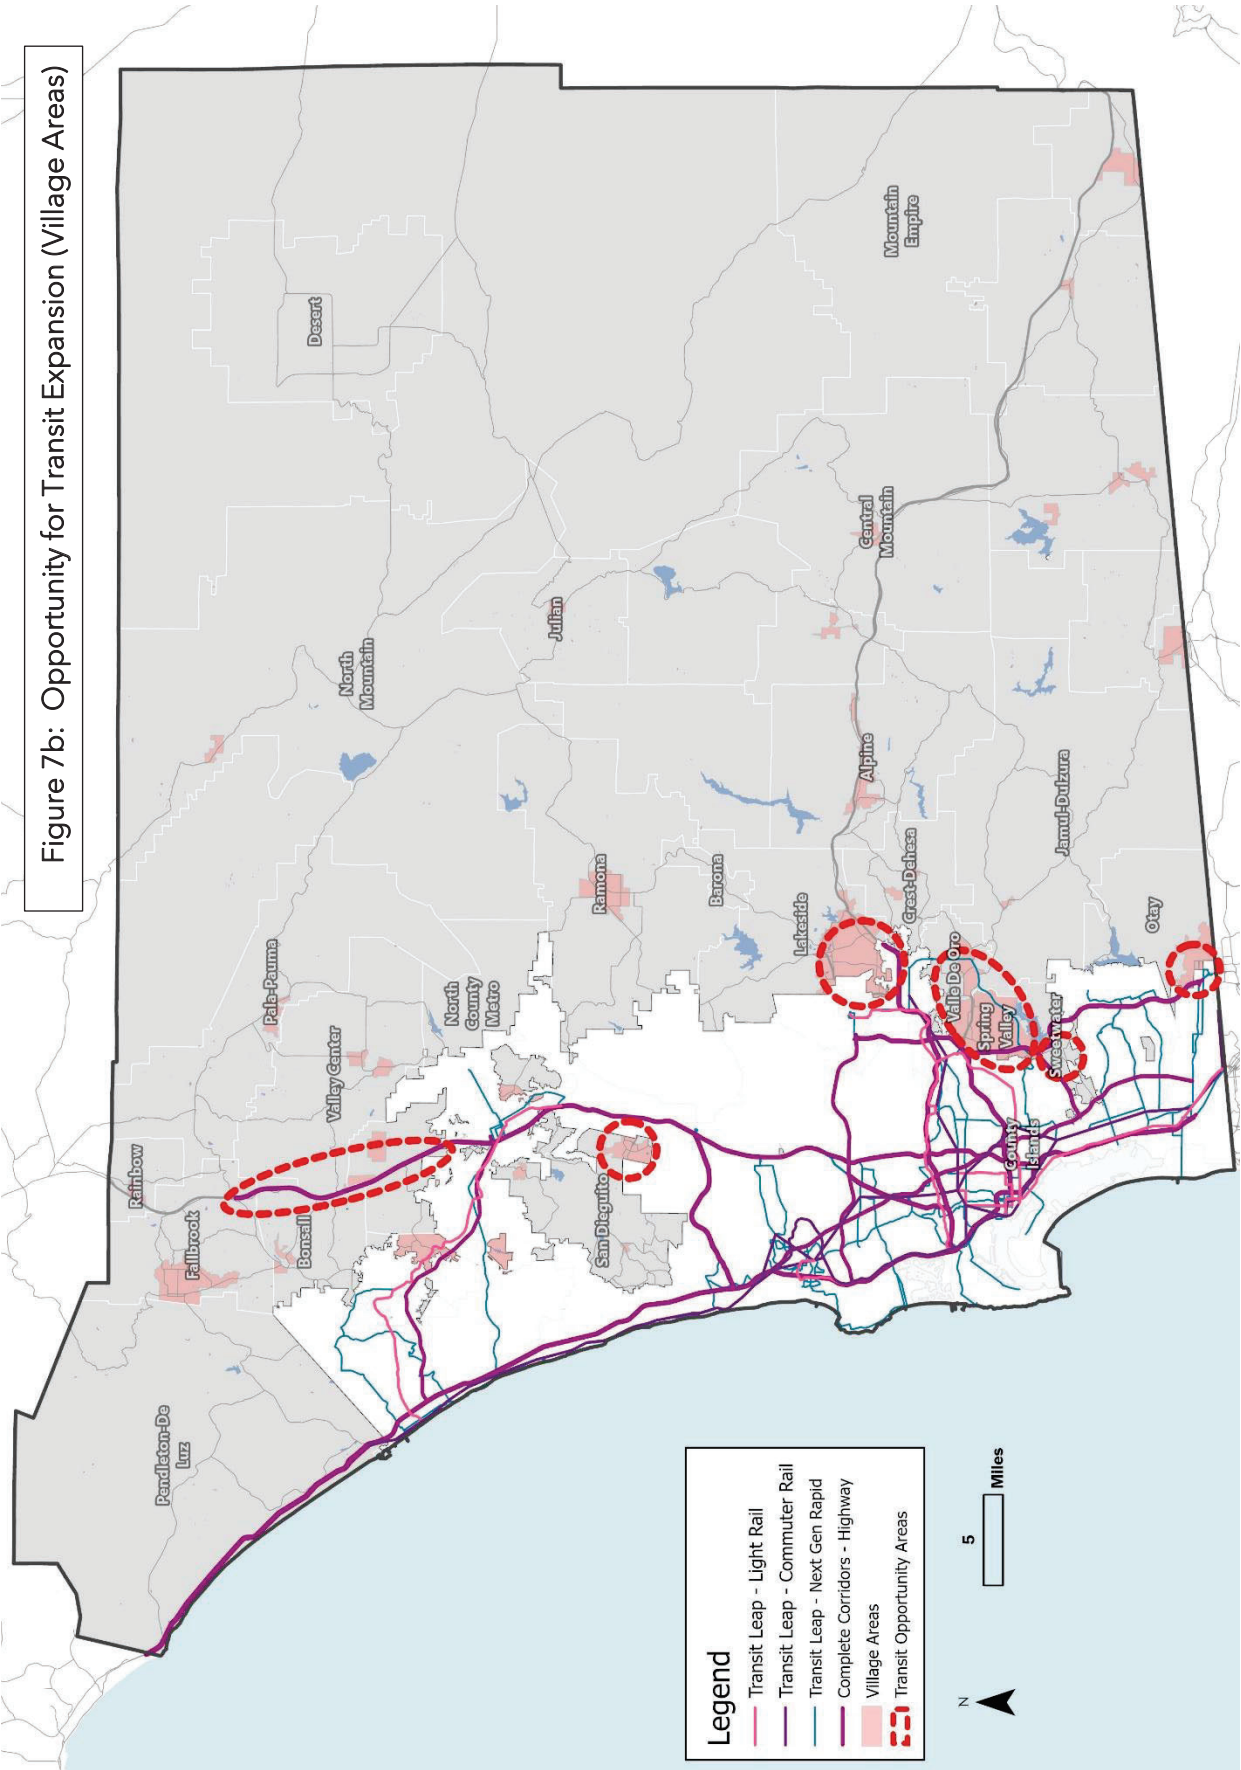 Figure 7b: Opportunity for Transit Expansion (Village Areas)
Rainbow
Fallbrook
Pendleton-De
Luz
Bonsall
Pala-Pauma
Valley Center
North
Mountain
Desert
North
County
Metro
Julian
San Dieguito
Ramona
Barona
Lakeside
Alpine
Central
Mountain
Mountain
Empire
Crest-Dehesa
Valle De Oro
Spring
Valley
County
Islands
Sweetwater
Jamul-Dulzura
Otay
Legend
Transit Leap - Light Rail
Transit Leap - Commuter Rail
Transit Leap - Next Gen Rapid
Complete Corridors - Highway
Village Areas
Transit Opportunity Areas
N
5
Miles